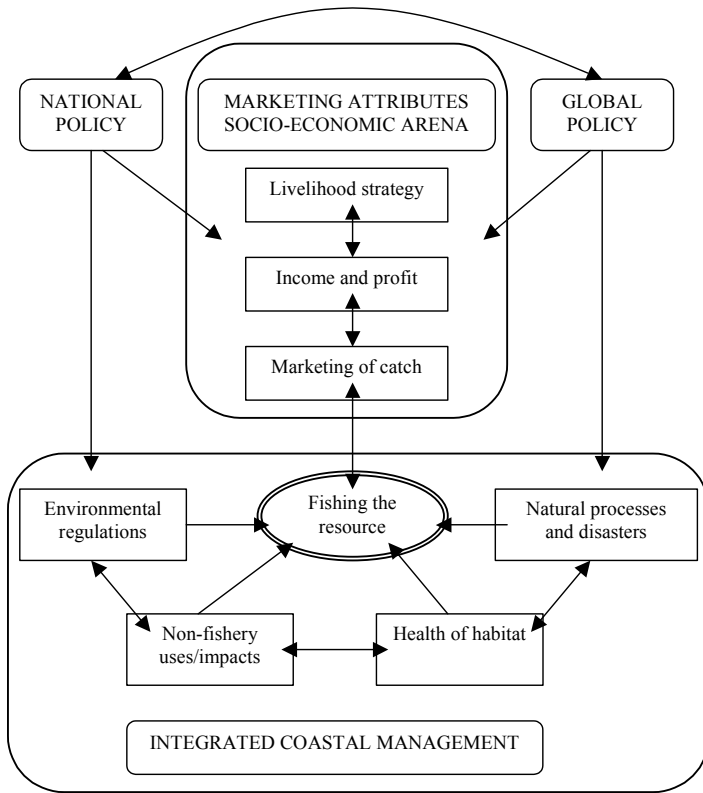 NATIONAL
POLICY
MARKETING ATTRIBUTES
SOCIO-ECONOMIC ARENA
GLOBAL
POLICY
Livelihood strategy
Income and profit
Marketing of catch
Environmental
regulations
Fishing the
resource
Natural processes
and disasters
Non-fishery
uses/impacts
Health of habitat
INTEGRATED COASTAL MANAGEMENT